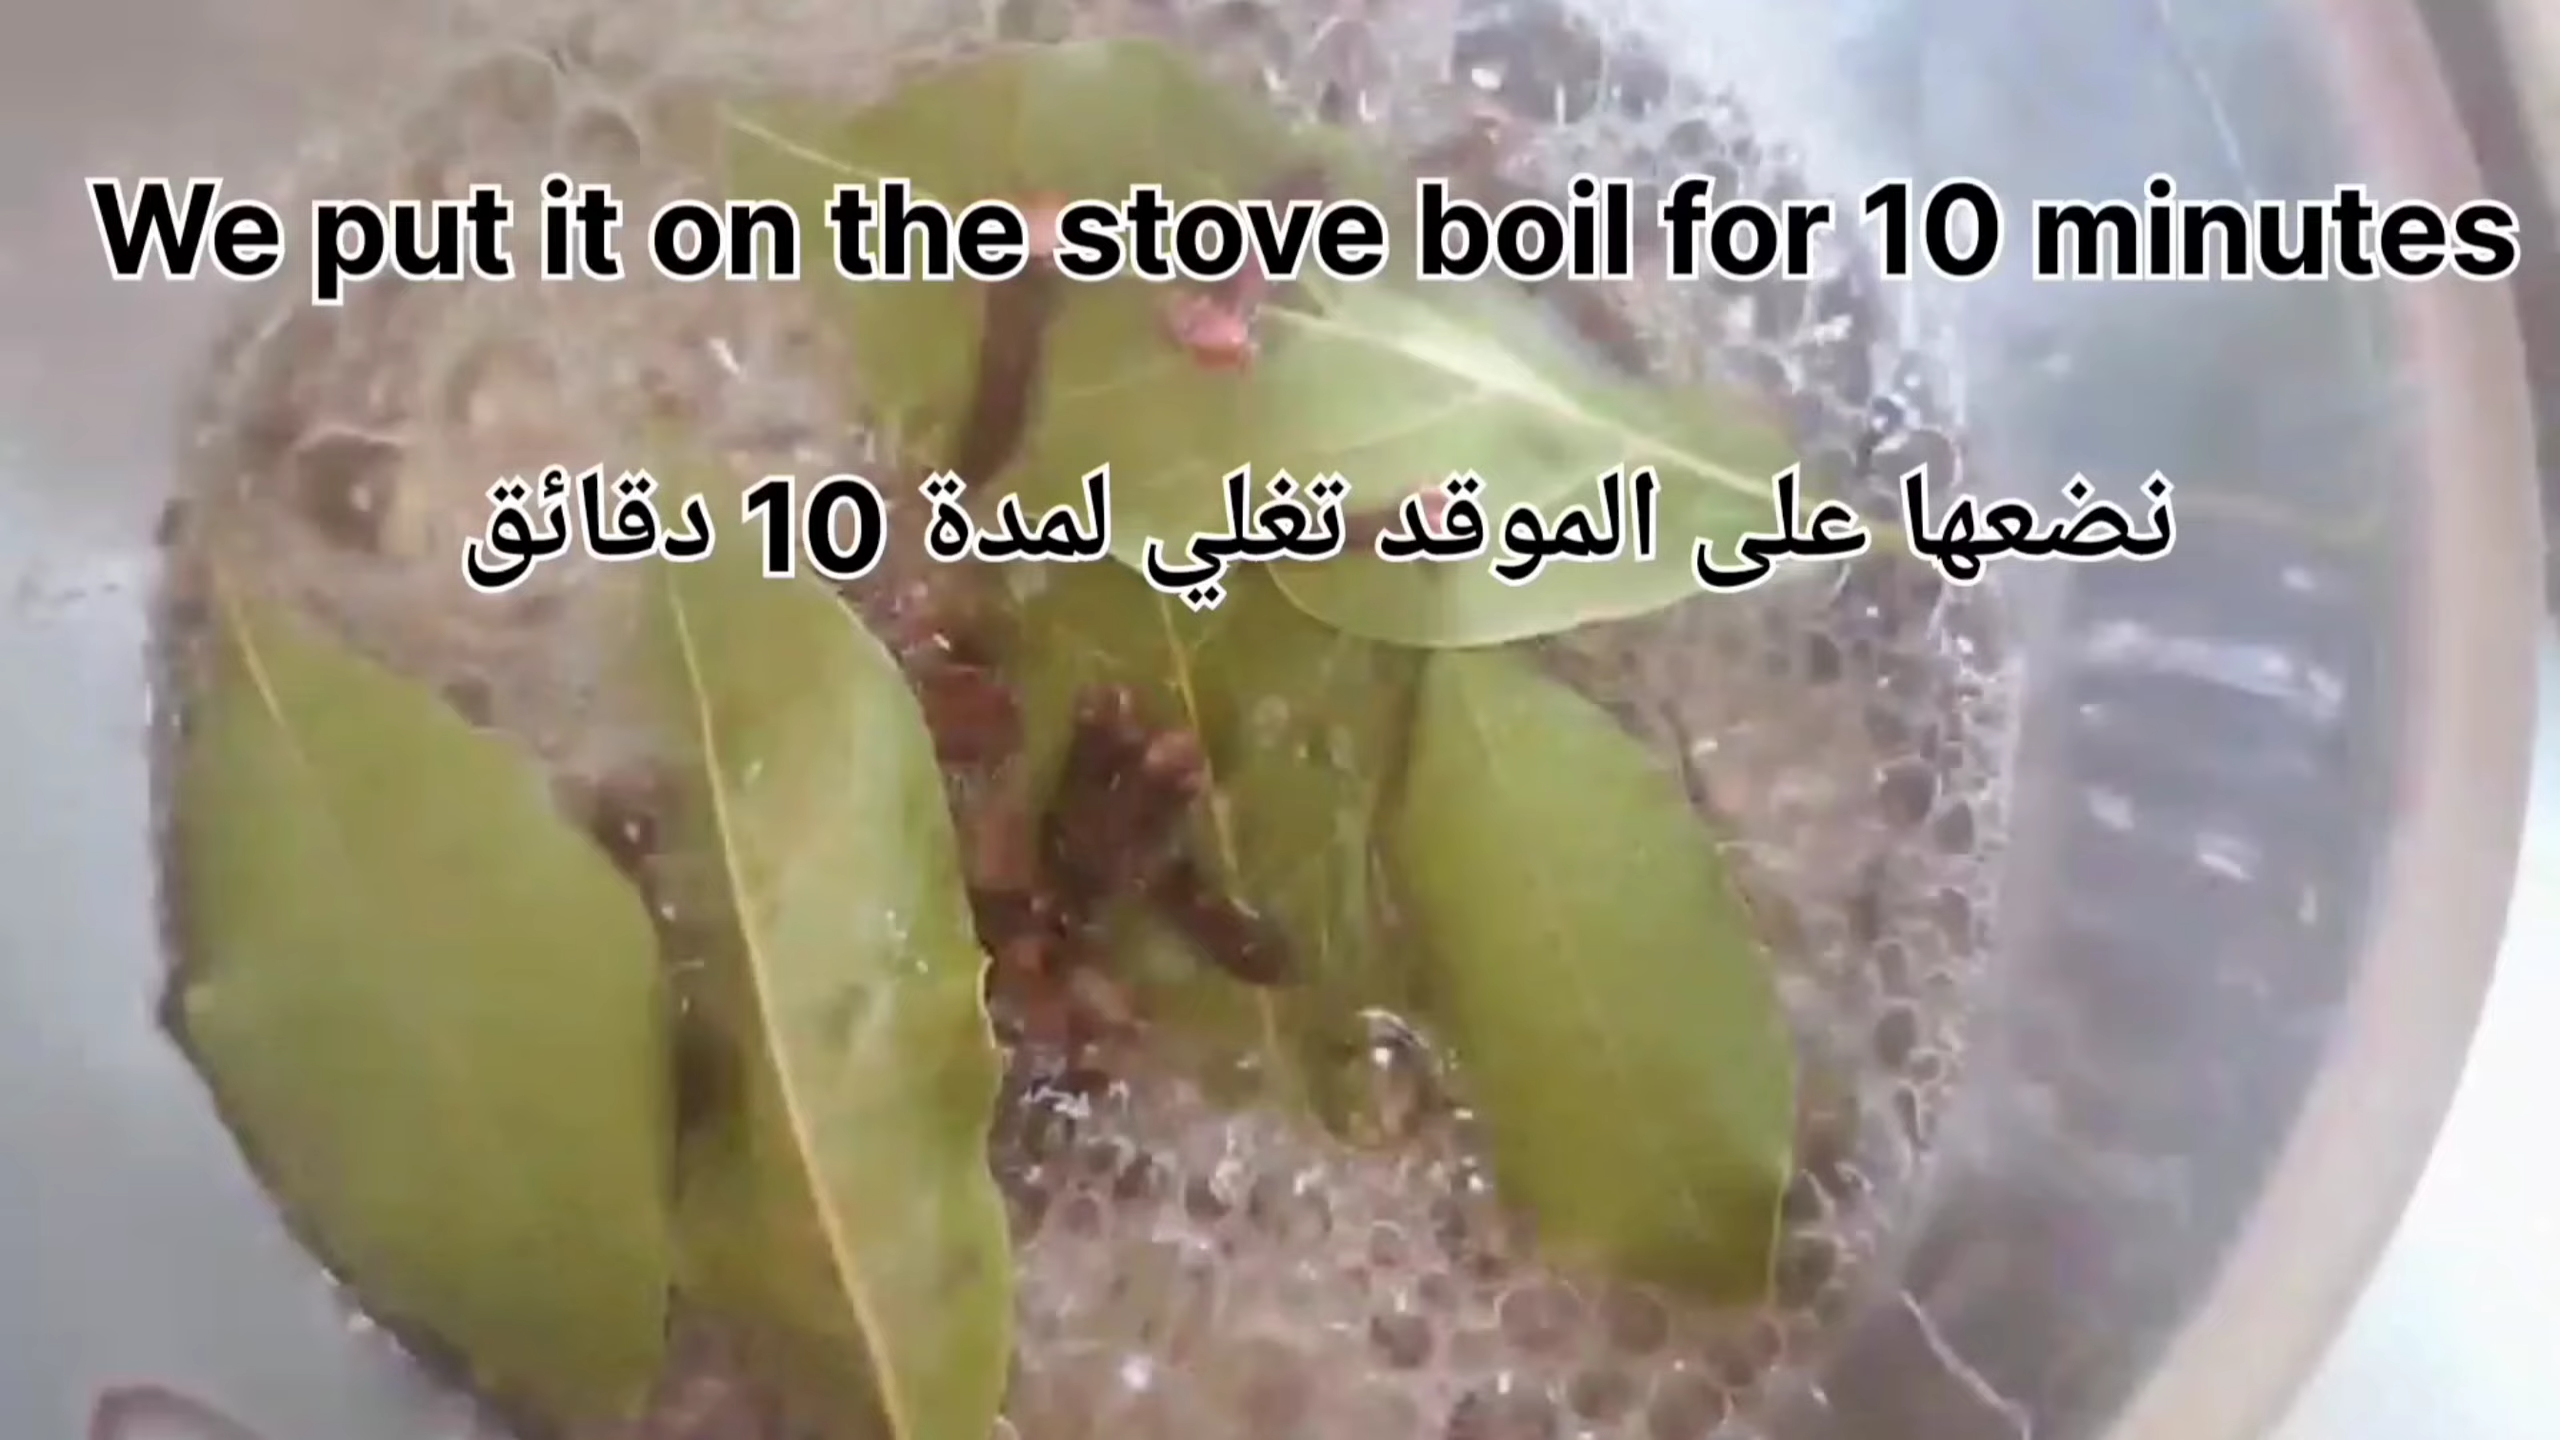 We put it on the stove boil for 10 minutes
نضعها على الموقد تغلي لمدة 10 دقائق